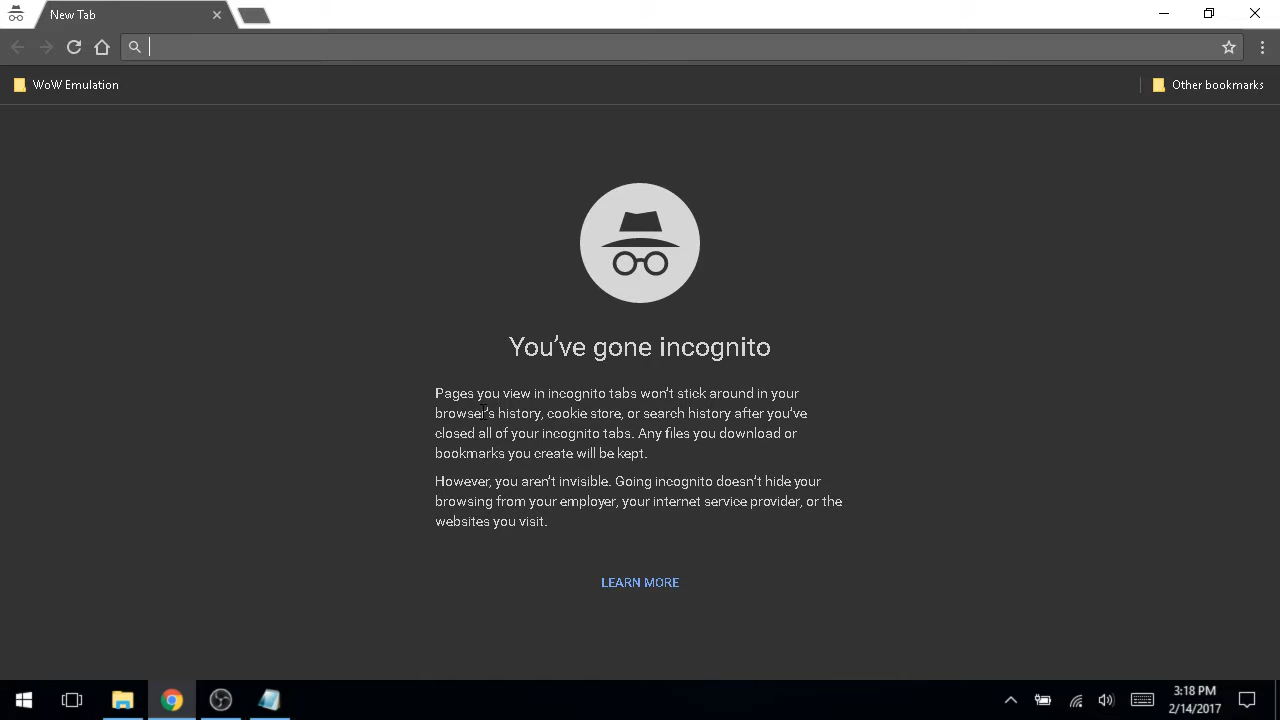 New Tab
WoW Emulation
Other bookmarks
You've gone incognito
Pages you view in incognito tabs won't stick around in your
browser's history, cookie store, or search history after you've
closed all of your incognito tabs. Any files you download or
bookmarks you create will be kept.
However, you aren't invisible. Going incognito doesn't hide your
browsing from your employer, your internet service provider, or the
websites you visit.
LEARN MORE
3:18 PM
2/14/2017